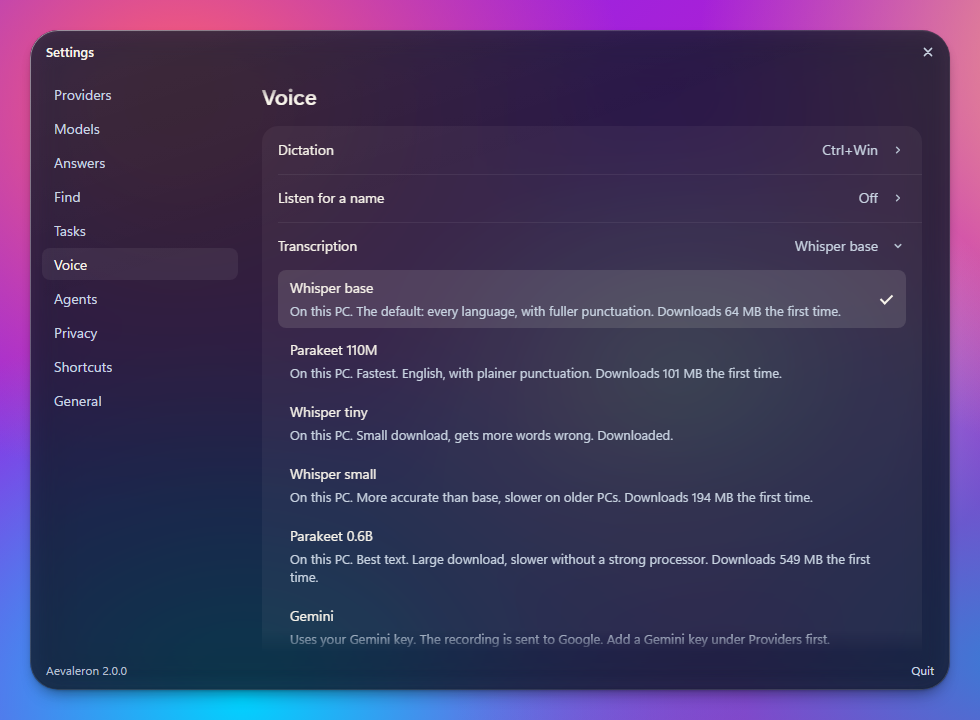 Settings
Providers
Models
Answers
Find
Tasks
Voice
Agents
Privacy
Shortcuts
General
Voice
Dictation Ctrl+Win
Listen for a name Off
Transcription Whisper base
Whisper base
On this PC. The default: every language, with fuller punctuation. Downloads 64 MB the first time.
Parakeet 110M
On this PC. Fastest. English, with plainer punctuation. Downloads 101 MB the first time.
Whisper tiny
On this PC. Small download, gets more words wrong. Downloaded.
Whisper small
On this PC. More accurate than base, slower on older PCs. Downloads 194 MB the first time.
Parakeet 0.6B
On this PC. Best text. Large download, slower without a strong processor. Downloads 549 MB the first
time.
Gemini
Uses your Gemini key. The recording is sent to Google. Add a Gemini key under Providers first.
Aevaleron 2.0.0
Quit